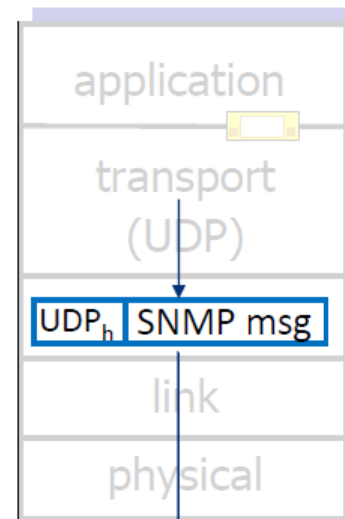 application
transport
(UDP)
UDPh SNMP msg
link
physical